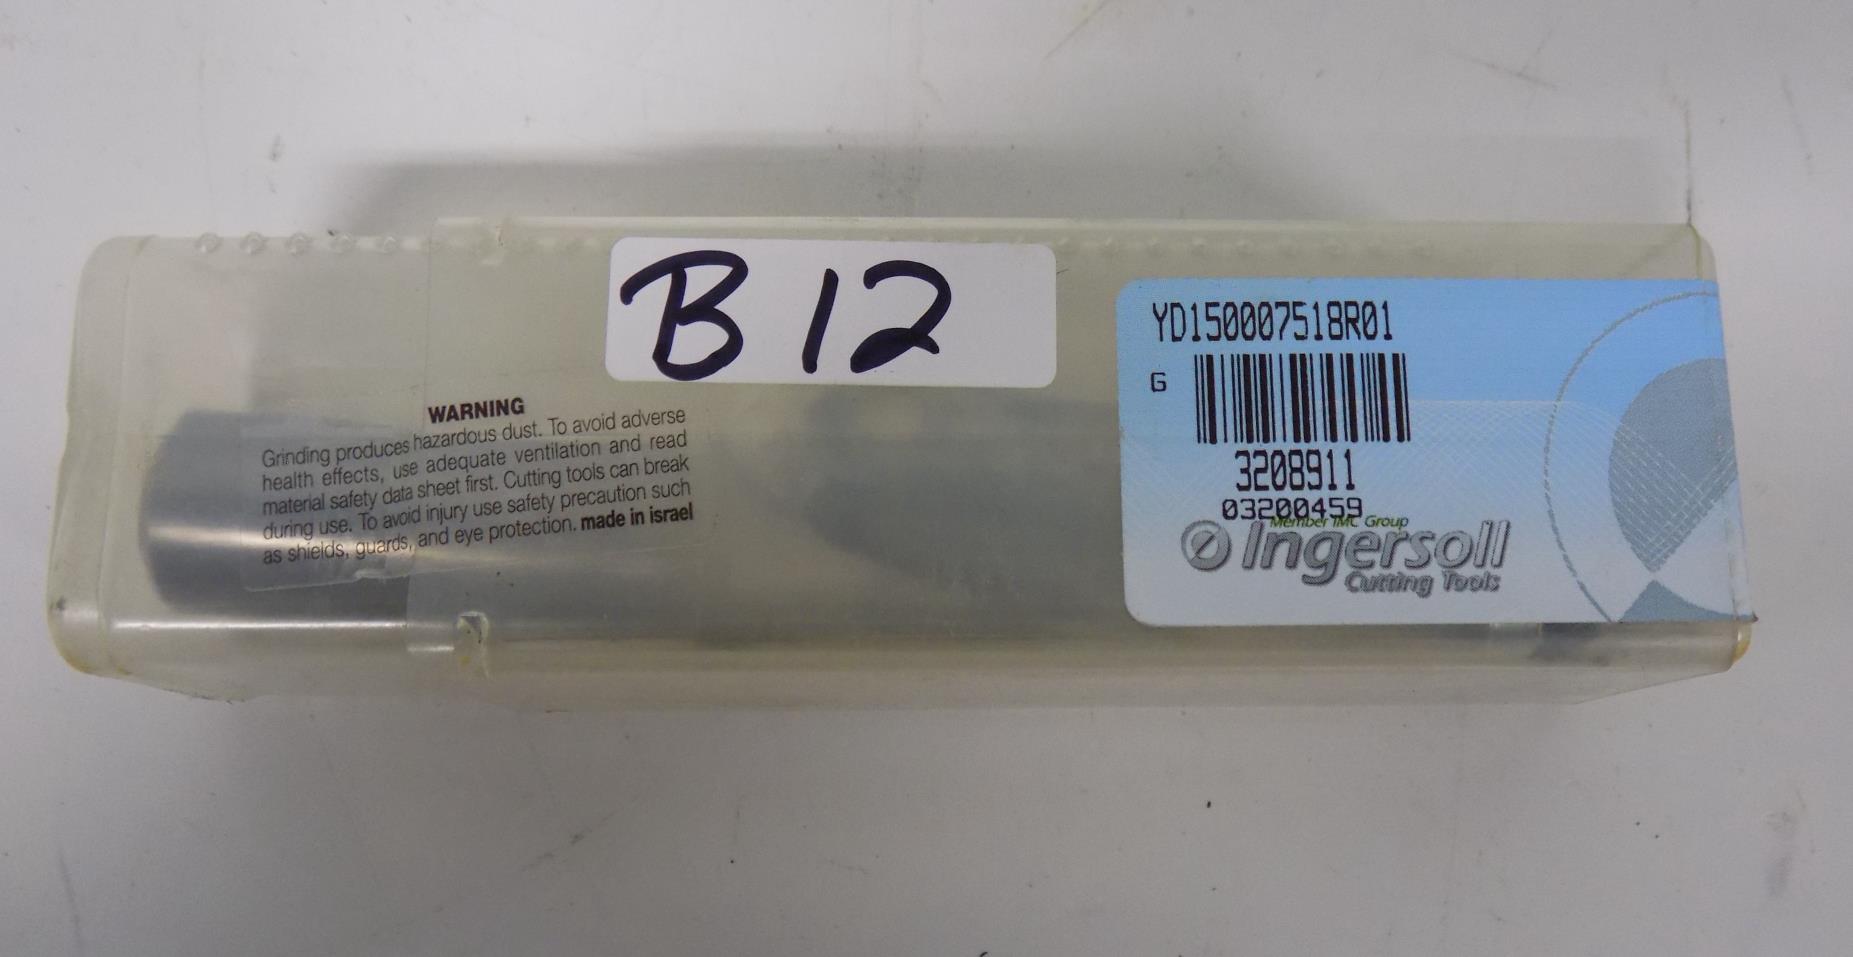 B 12
WARNING
Grinding produces hazardous dust. To avoid adverse
health effects, use adequate ventilation and read
material safety data sheet first. Cutting tools can break
during use. To avoid injury use safety precaution such
as shields, guards, and eye protection. made in israel
YD150007518R01
G
3208911
03200459
Member IMC Group
Ingersoll
Cutting Tools